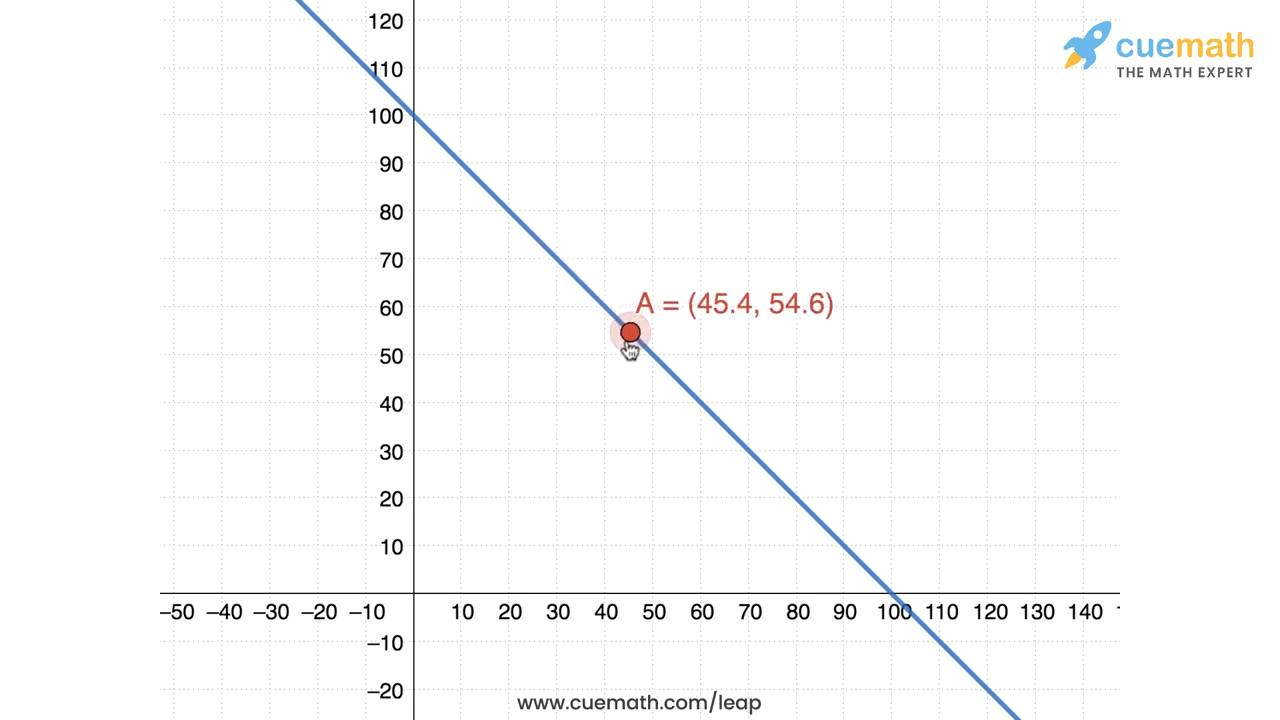 120
cuemath
THE MATH EXPERT
110
100
90
80
70
A = (45.4, 54.6)
60
50
40
30
20
10
–50 –40 –30 –20 –10 10 20 30 40 50 60 70 80 90 100 110 120 130 140
–10
–20
www.cuemath.com/leap